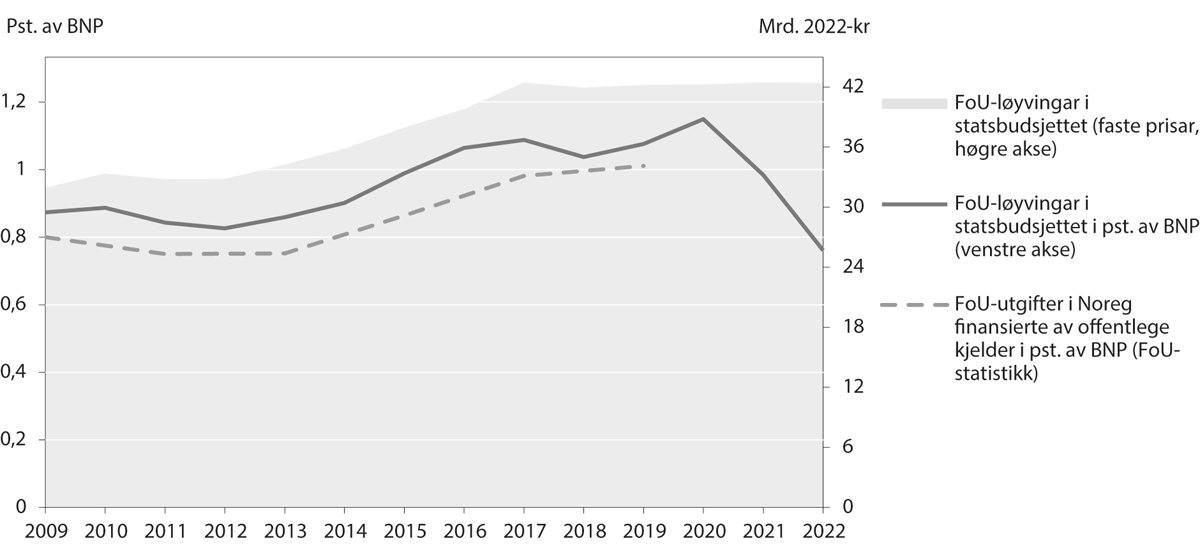 Pst. av BNP
Mrd. 2022-kr
1,2
1
0,8
0,6
0,4
0,2
0
42
36
30
24
18
12
6
0
2009 2010 2011 2012 2013 2014 2015 2016 2017 2018 2019 2020 2021 2022
FoU-løyvingar i
statsbudsjettet (faste prisar,
høgre akse)
FoU-løyvingar i
statsbudsjettet i pst. av BNP
(venstre akse)
FoU-utgifter i Noreg
finansierte av offentlege
kjelder i pst. av BNP (FoU-
statistikk)